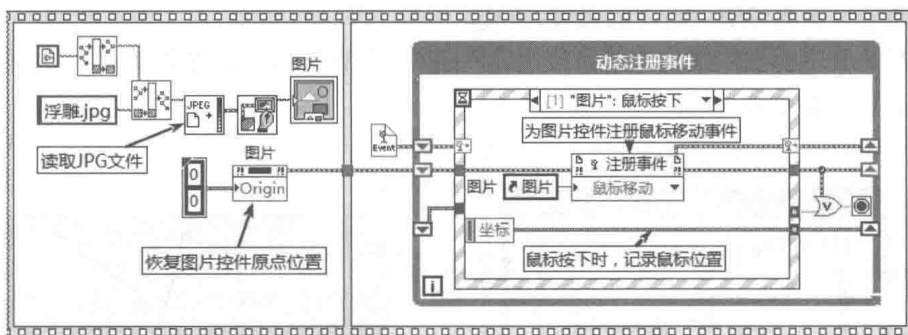 动态注册事件
[1] "图片": 鼠标按下
图片
浮雕.jpg
JPEG
为图片控件注册鼠标移动事件
Event
读取JPG文件
图片
注册事件
0
Origin
图片
图片
鼠标移动
0
坐标
恢复图片控件原点位置
鼠标按下时，记录鼠标位置
i